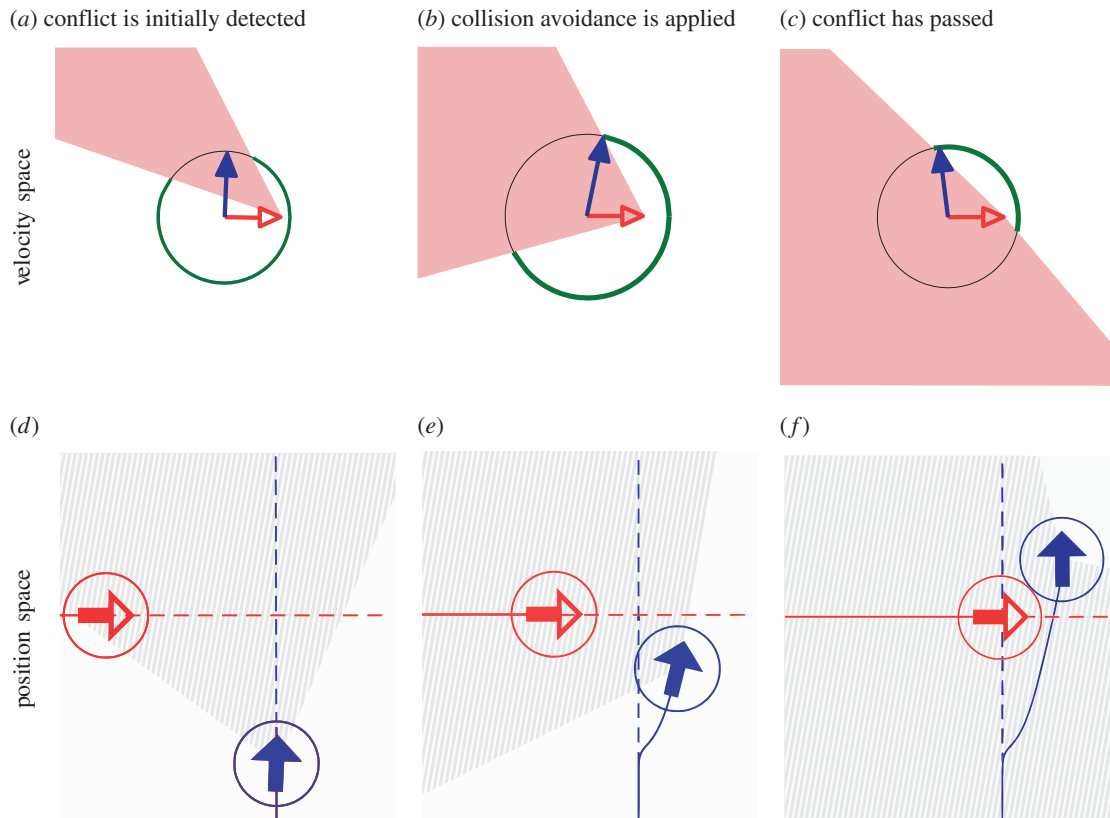 (a) conflict is initially detected
(b) collision avoidance is applied
(c) conflict has passed
velocity space
(d)
(e)
(f)
position space